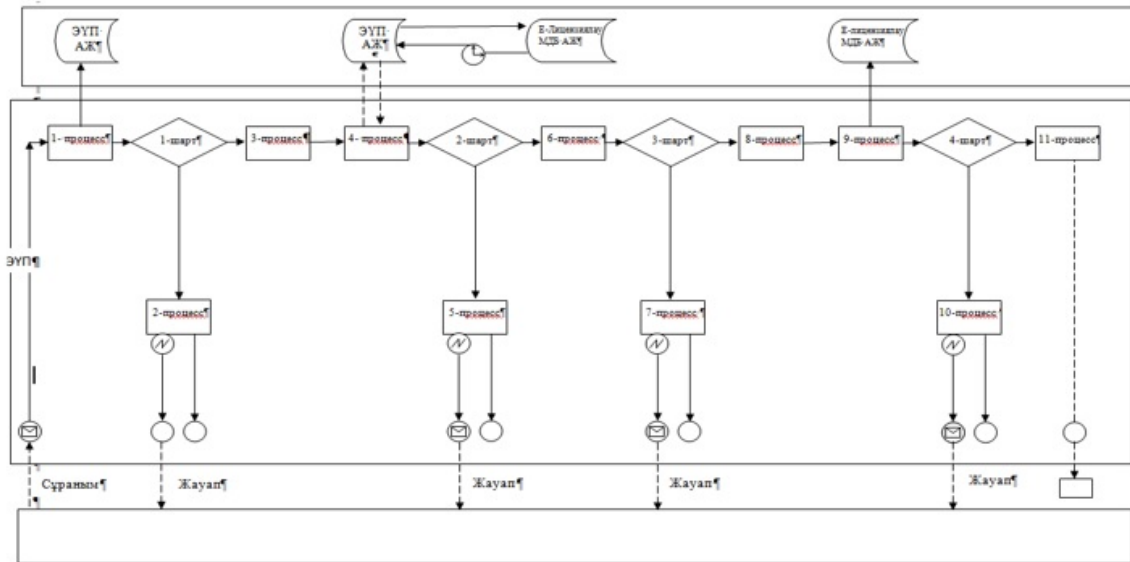 ЭҮП
АЖ¶
ЭҮП
АЖ¶
¶
Е-Лицензиялау
МДБ АЖ¶
Е-лицензиялау
МДБ АЖ¶
1- процесс¶
1-шарт¶
3-процесс¶
4- процесс¶
2-шарт¶
6-процесс¶
3-шарт¶
8-процесс¶
9-процесс¶
4-шарт¶
11-процесс¶
ЭҮП¶
2-процесс¶
5-процесс¶
7-процесс¶
10-процесс
Сұраным¶
Жауап¶
Жауап¶
Жауап¶
Жауап¶
¶